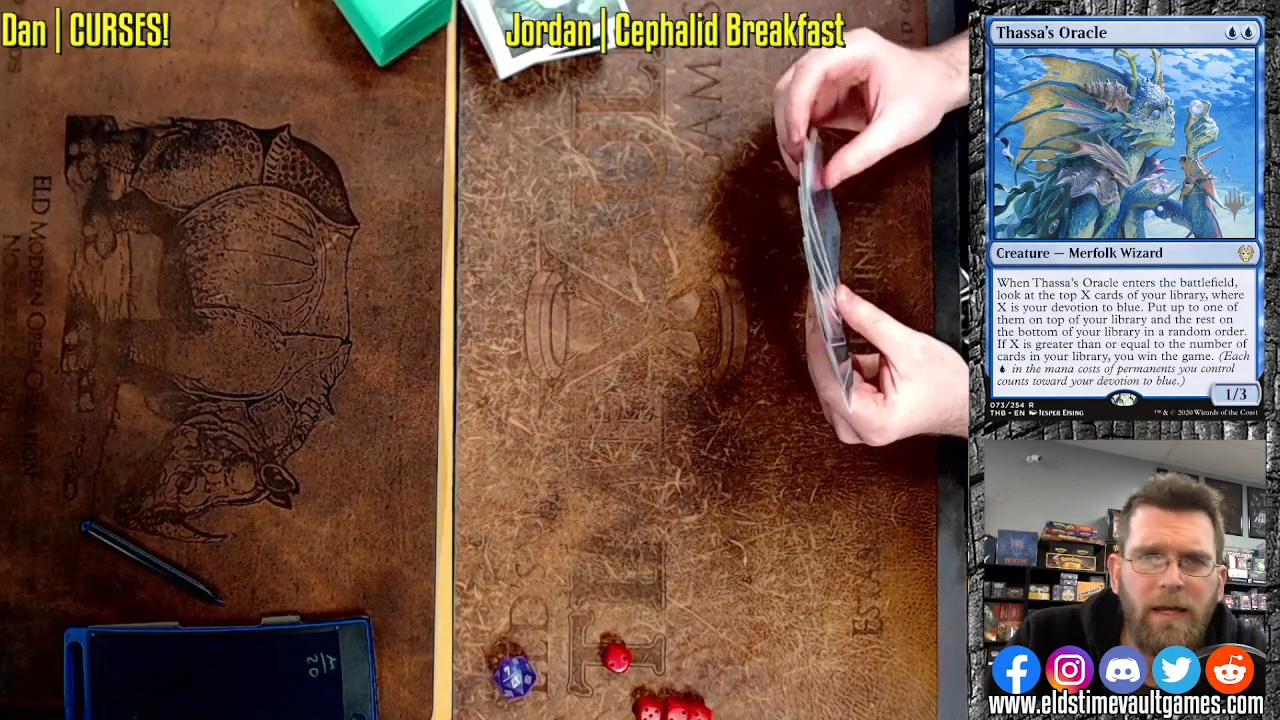 Dan | CURSES!
Jordan | Cephalid Breakfast
Thassa's Oracle
Creature — Merfolk Wizard
When Thassa's Oracle enters the battlefield,
look at the top X cards of your library, where
X is your devotion to blue. Put up to one of
them on top of your library and the rest on
the bottom of your library in a random order.
If X is greater than or equal to the number of
cards in your library, you win the game. (Each
in the mana costs of permanents you control
counts toward your devotion to blue.)
1/3
073/254 R
THB • EN JESPER EJSING
™ & © 2020 Wizards of the Coast
ELD MODERN OPEN CHAMPION
20
www.eldstimevaultgames.com